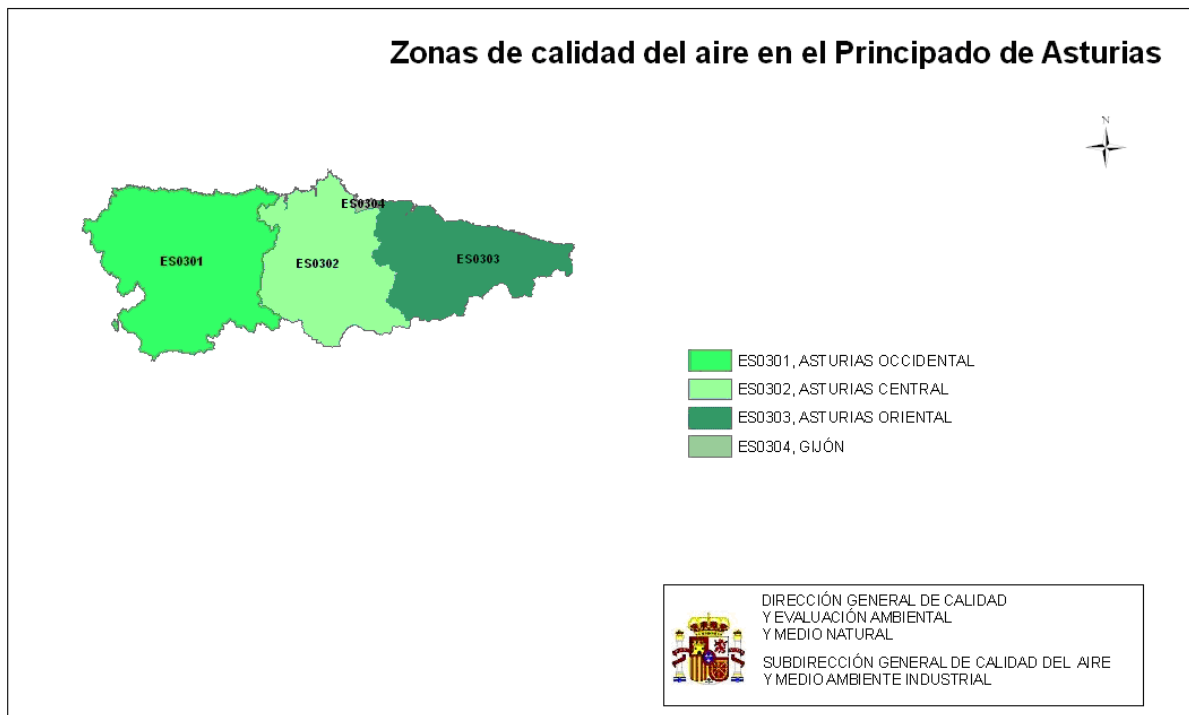 Zonas de calidad del aire en el Principado de Asturias
N
ES0304
ES0301
ES0302
ES0303
ES0301, ASTURIAS OCCIDENTAL
ES0302, ASTURIAS CENTRAL
ES0303, ASTURIAS ORIENTAL
ES0304, GIJÓN
DIRECCIÓN GENERAL DE CALIDAD
Y EVALUACIÓN AMBIENTAL
Y MEDIO NATURAL
SUBDIRECCIÓN GENERAL DE CALIDAD DEL AIRE
Y MEDIO AMBIENTE INDUSTRIAL